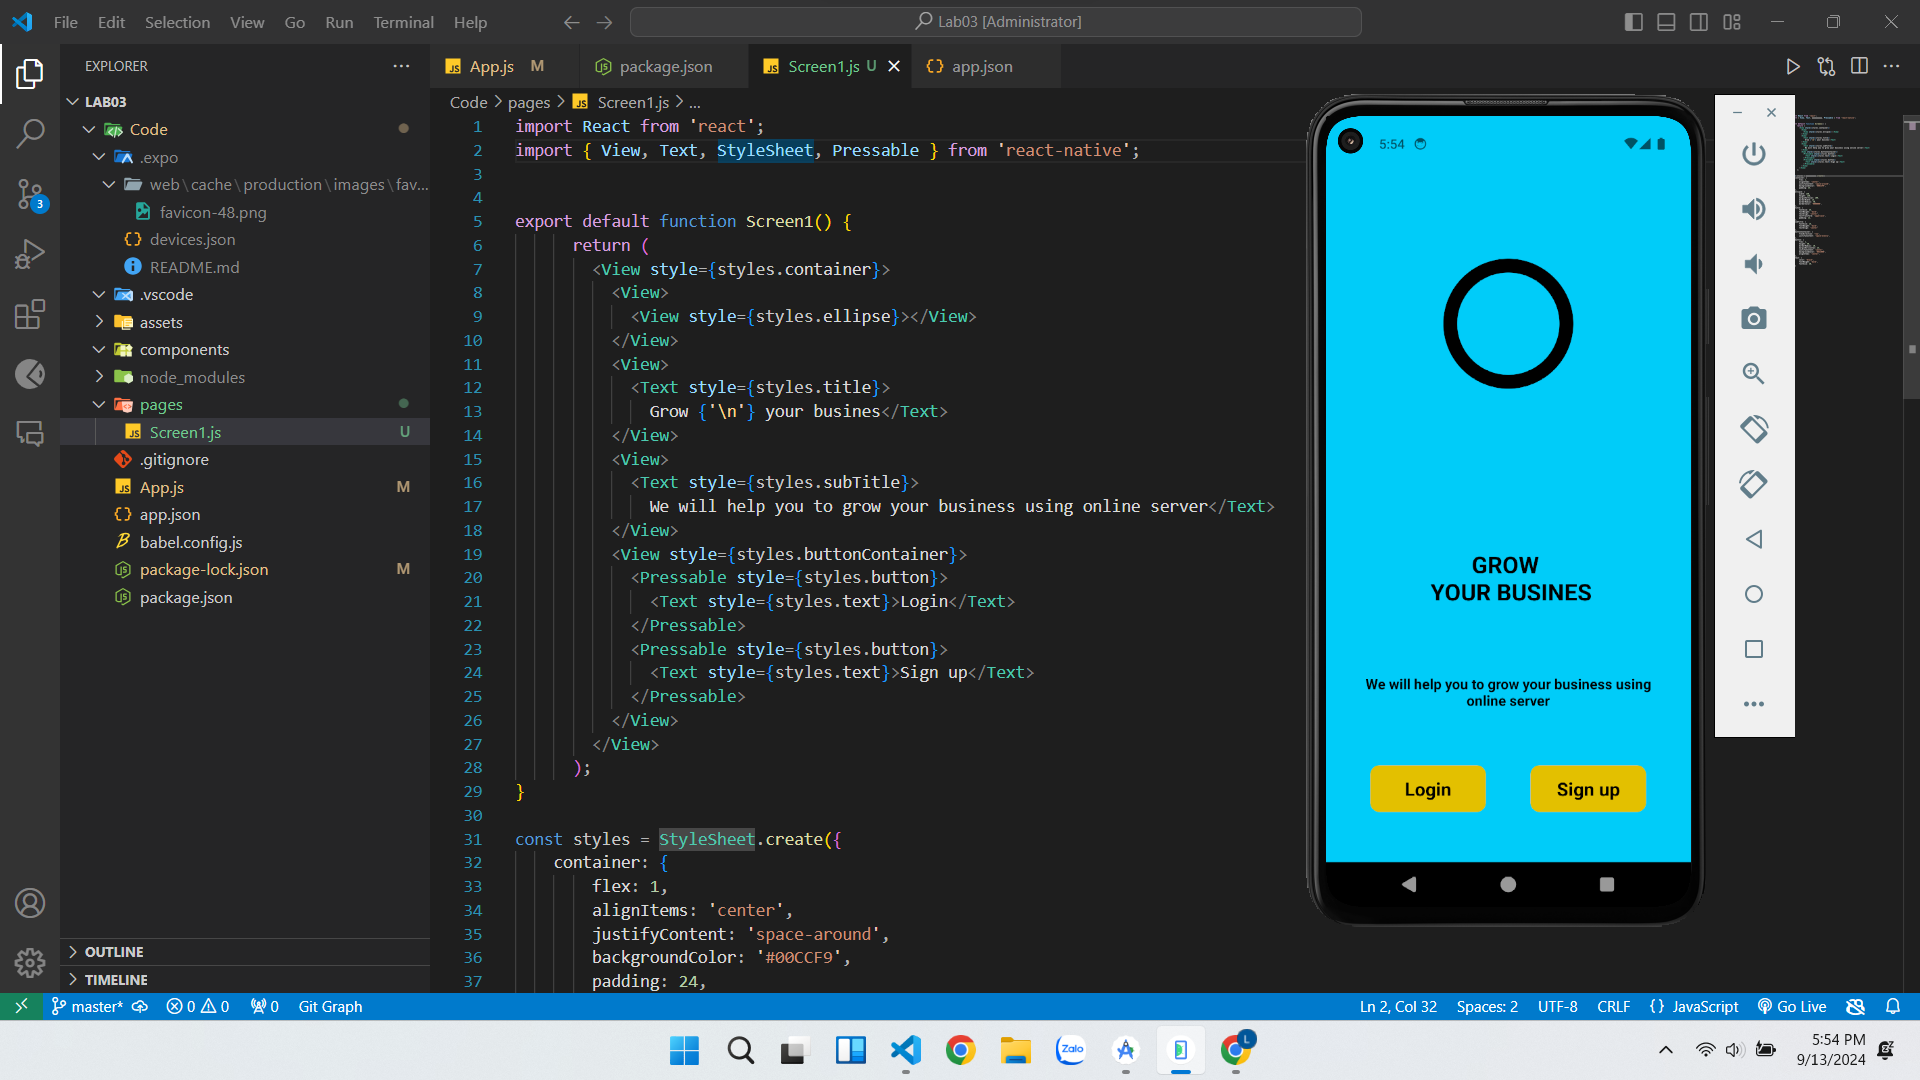 File Edit Selection View Go Run Terminal Help
Lab03 [Administrator]
EXPLORER
LAB03
Code
.expo
web\cache\production\images\fav...
favicon-48.png
devices.json
README.md
.vscode
assets
components
node_modules
pages
Screen1.js U
.gitignore
App.js M
app.json
babel.config.js
package-lock.json M
package.json
OUTLINE
TIMELINE
3
App.js M
package.json
Screen1.js U
app.json
Code > pages > Screen1.js > ...
1 import React from 'react';
2 import { View, Text, StyleSheet, Pressable } from 'react-native';
3
4
5 export default function Screen1() {
6 return (
7 <View style={styles.container}>
8 <View>
9 <View style={styles.ellipse}></View>
10 </View>
11 <View>
12 <Text style={styles.title}>
13 Grow {'\n'} your busines</Text>
14 </View>
15 <View>
16 <Text style={styles.subTitle}>
17 We will help you to grow your business using online server</Text>
18 </View>
19 <View style={styles.buttonContainer}>
20 <Pressable style={styles.button}>
21 <Text style={styles.text}>Login</Text>
22 </Pressable>
23 <Pressable style={styles.button}>
24 <Text style={styles.text}>Sign up</Text>
25 </Pressable>
26 </View>
27 </View>
28 );
29 }
30
31 const styles = StyleSheet.create({
32 container: {
33 flex: 1,
34 alignItems: 'center',
35 justifyContent: 'space-around',
36 backgroundColor: '#00CCF9',
37 padding: 24,
5:54
GROW
YOUR BUSINES
We will help you to grow your business using
online server
Login
Sign up
master* 0 0 0 Git Graph
Ln 2, Col 32 Spaces: 2 UTF-8 CRLF {} JavaScript Go Live
Zalo
L
5:54 PM
9/13/2024